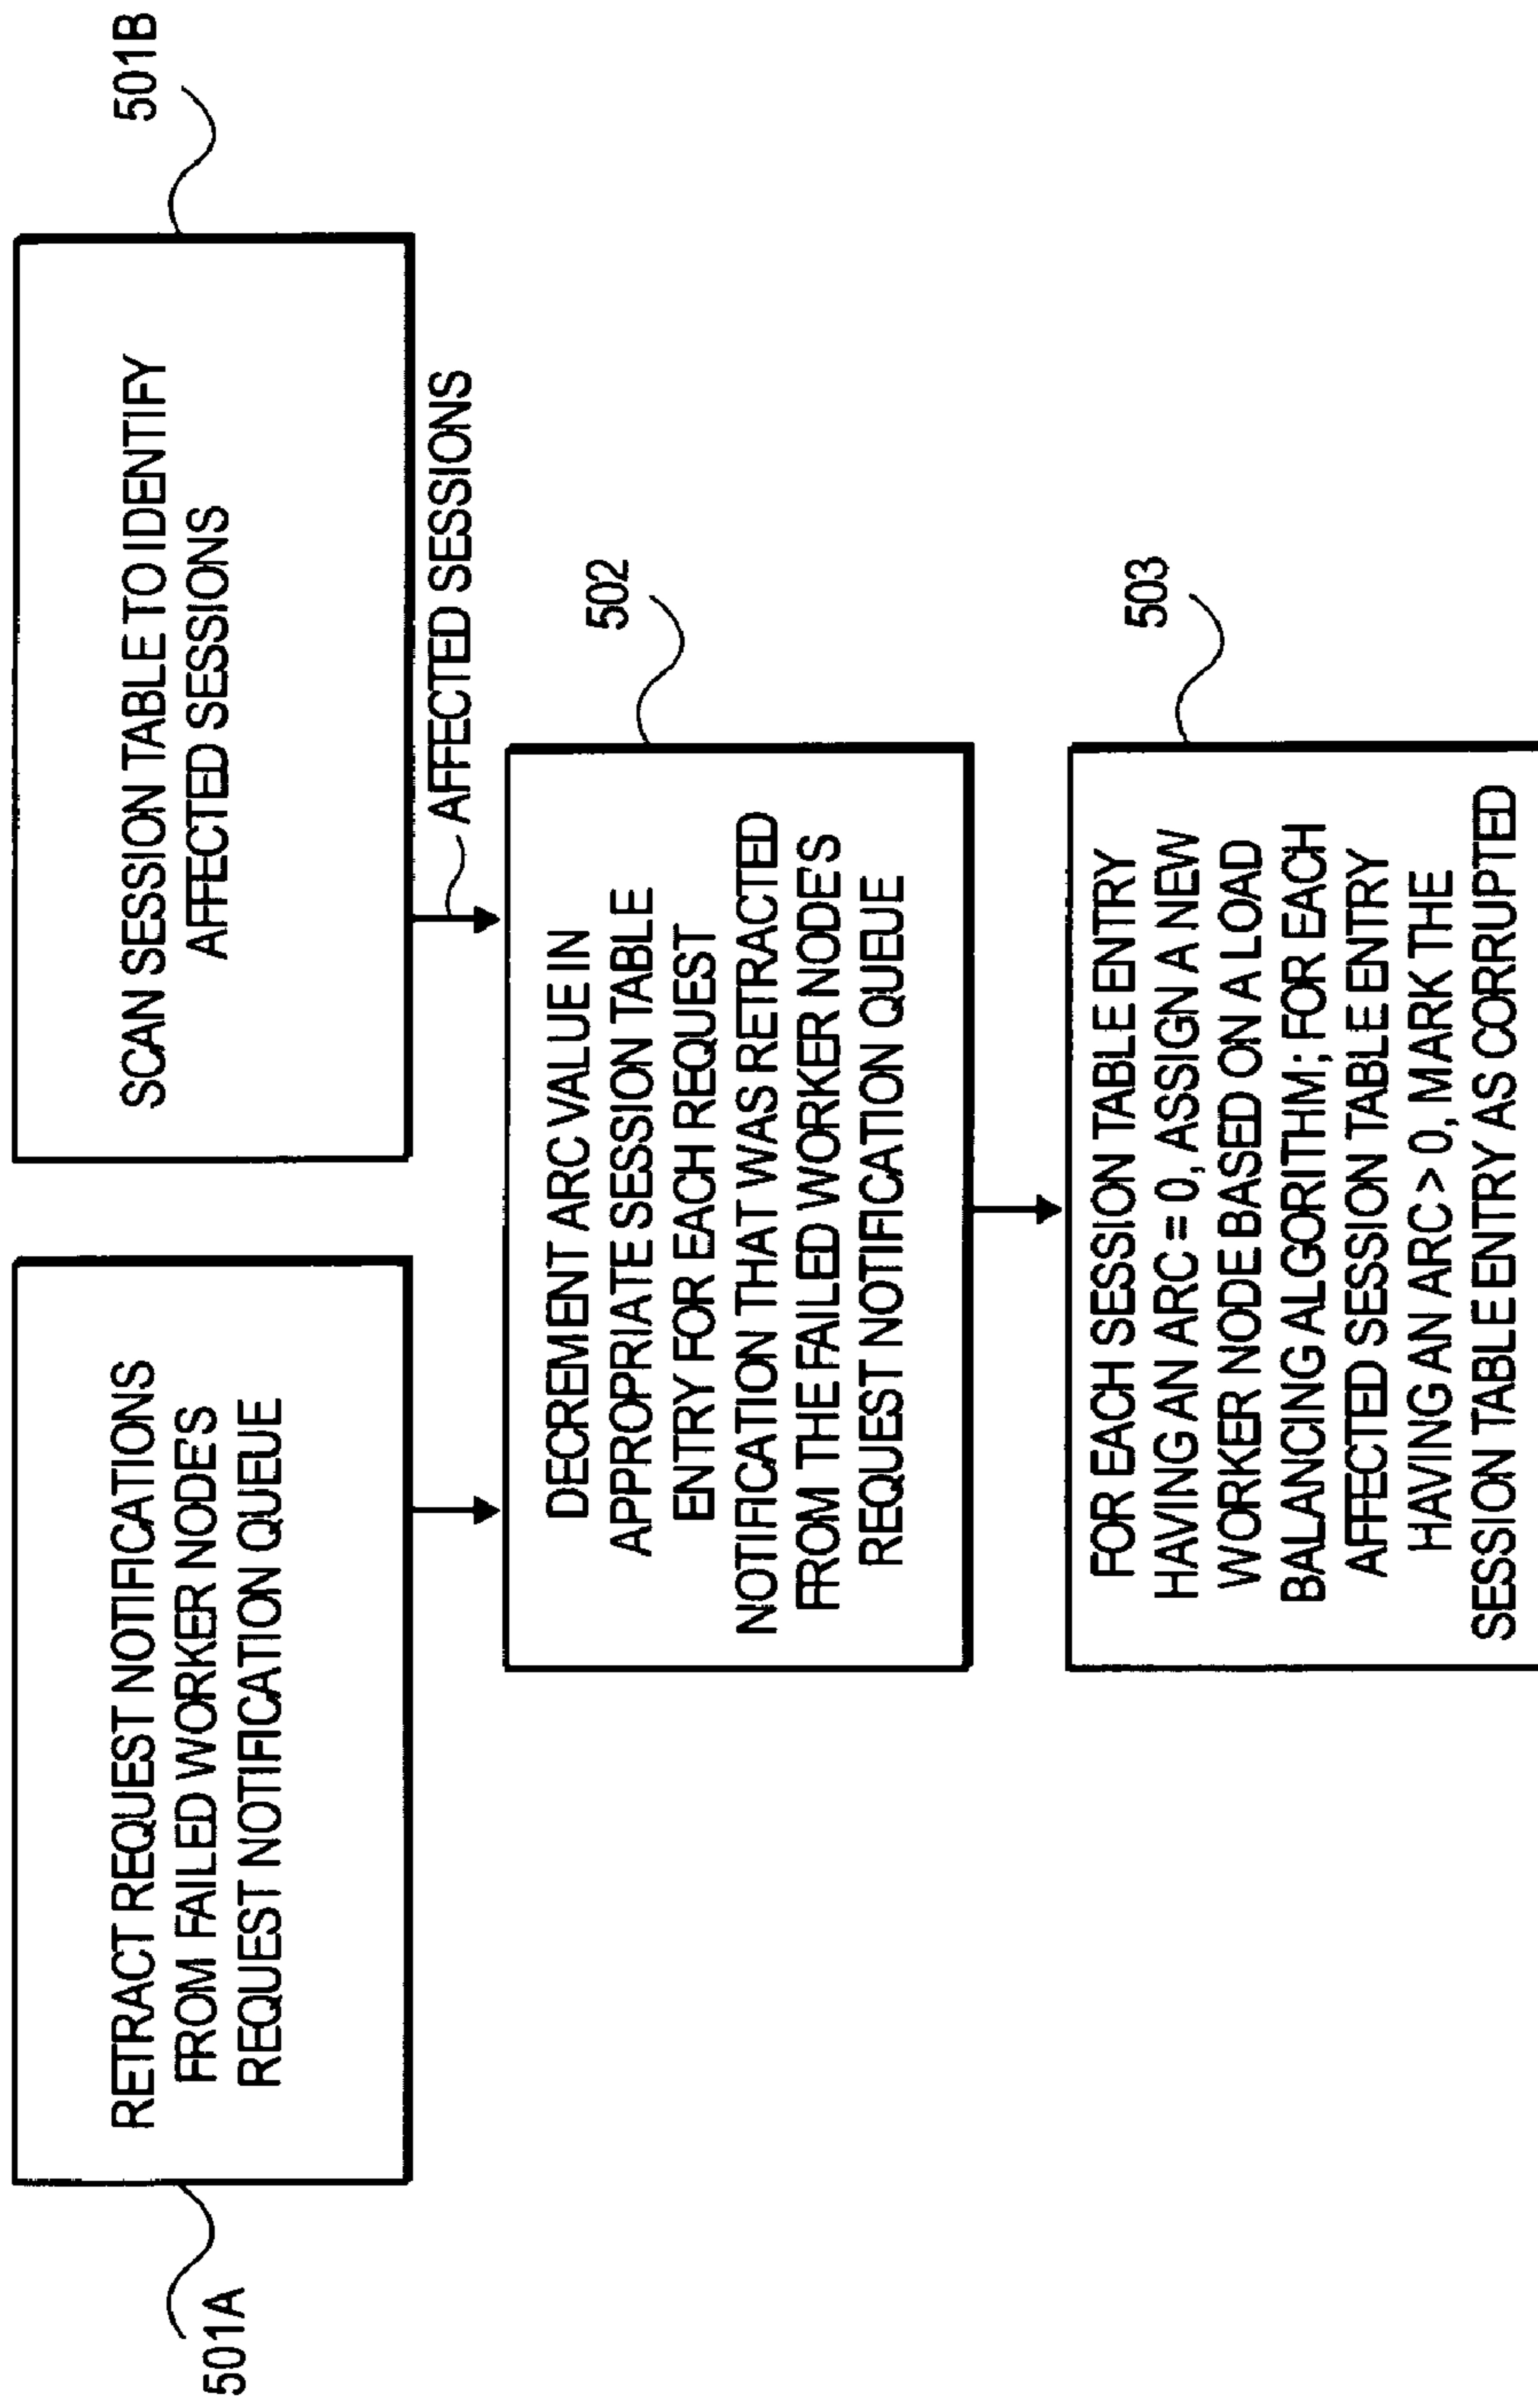 501A
RETRACT REQUEST NOTIFICATIONS
FROM FAILED WORKER NODES
REQUEST NOTIFICATION QUEUE
501B
SCAN SESSION TABLE TO IDENTIFY
AFFECTED SESSIONS
AFFECTED SESSIONS
502
DECREMENT ARC VALUE IN
APPROPRIATE SESSION TABLE
ENTRY FOR EACH REQUEST
NOTIFICATION THAT WAS RETRACTED
FROM THE FAILED WORKER NODE'S
REQUEST NOTIFICATION QUEUE
503
FOR EACH SESSION TABLE ENTRY
HAVING AN ARC = 0, ASSIGN A NEW
WORKER NODE BASED ON A LOAD
BALANCING ALGORITHM; FOR EACH
AFFECTED SESSION TABLE ENTRY
HAVING AN ARC > 0, MARK THE
SESSION TABLE ENTRY AS CORRUPTED